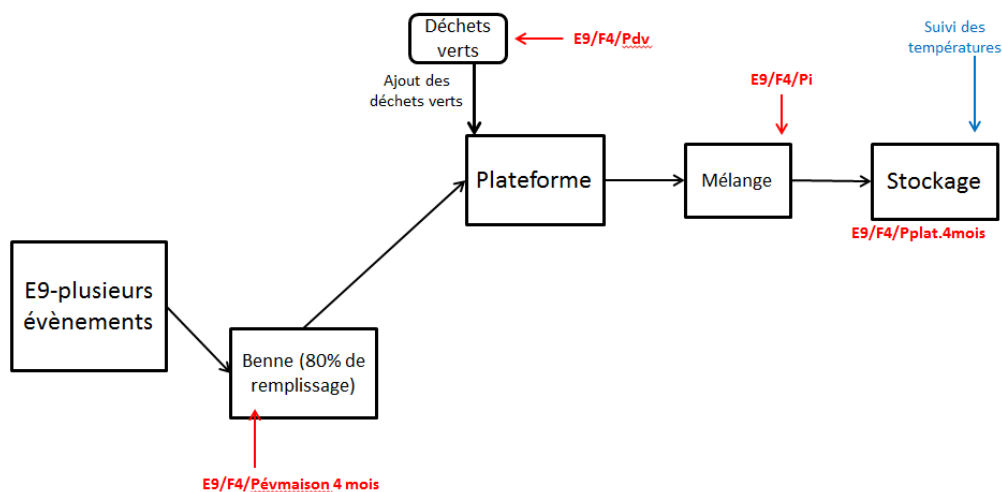 Déchets
verts
E9/F4/Pdv
Suivi des
températures
Ajout des
déchets verts
E9/F4/Pi
Plateforme
Mélange
Stockage
E9/F4/Pplat.4mois
E9-plusieurs
évènements
Benne (80% de
remplissage)
E9/F4/Pévmaison 4 mois